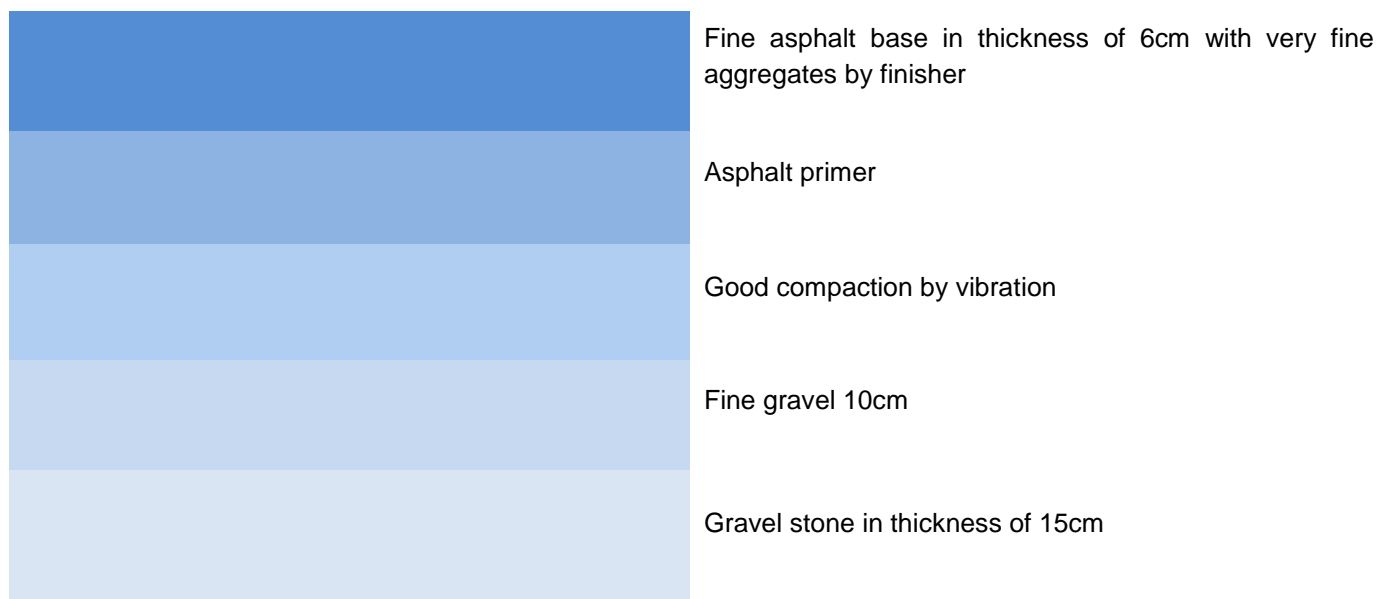 Fine asphalt base in thickness of 6cm with very fine
aggregates by finisher
Asphalt primer
Good compaction by vibration
Fine gravel 10cm
Gravel stone in thickness of 15cm